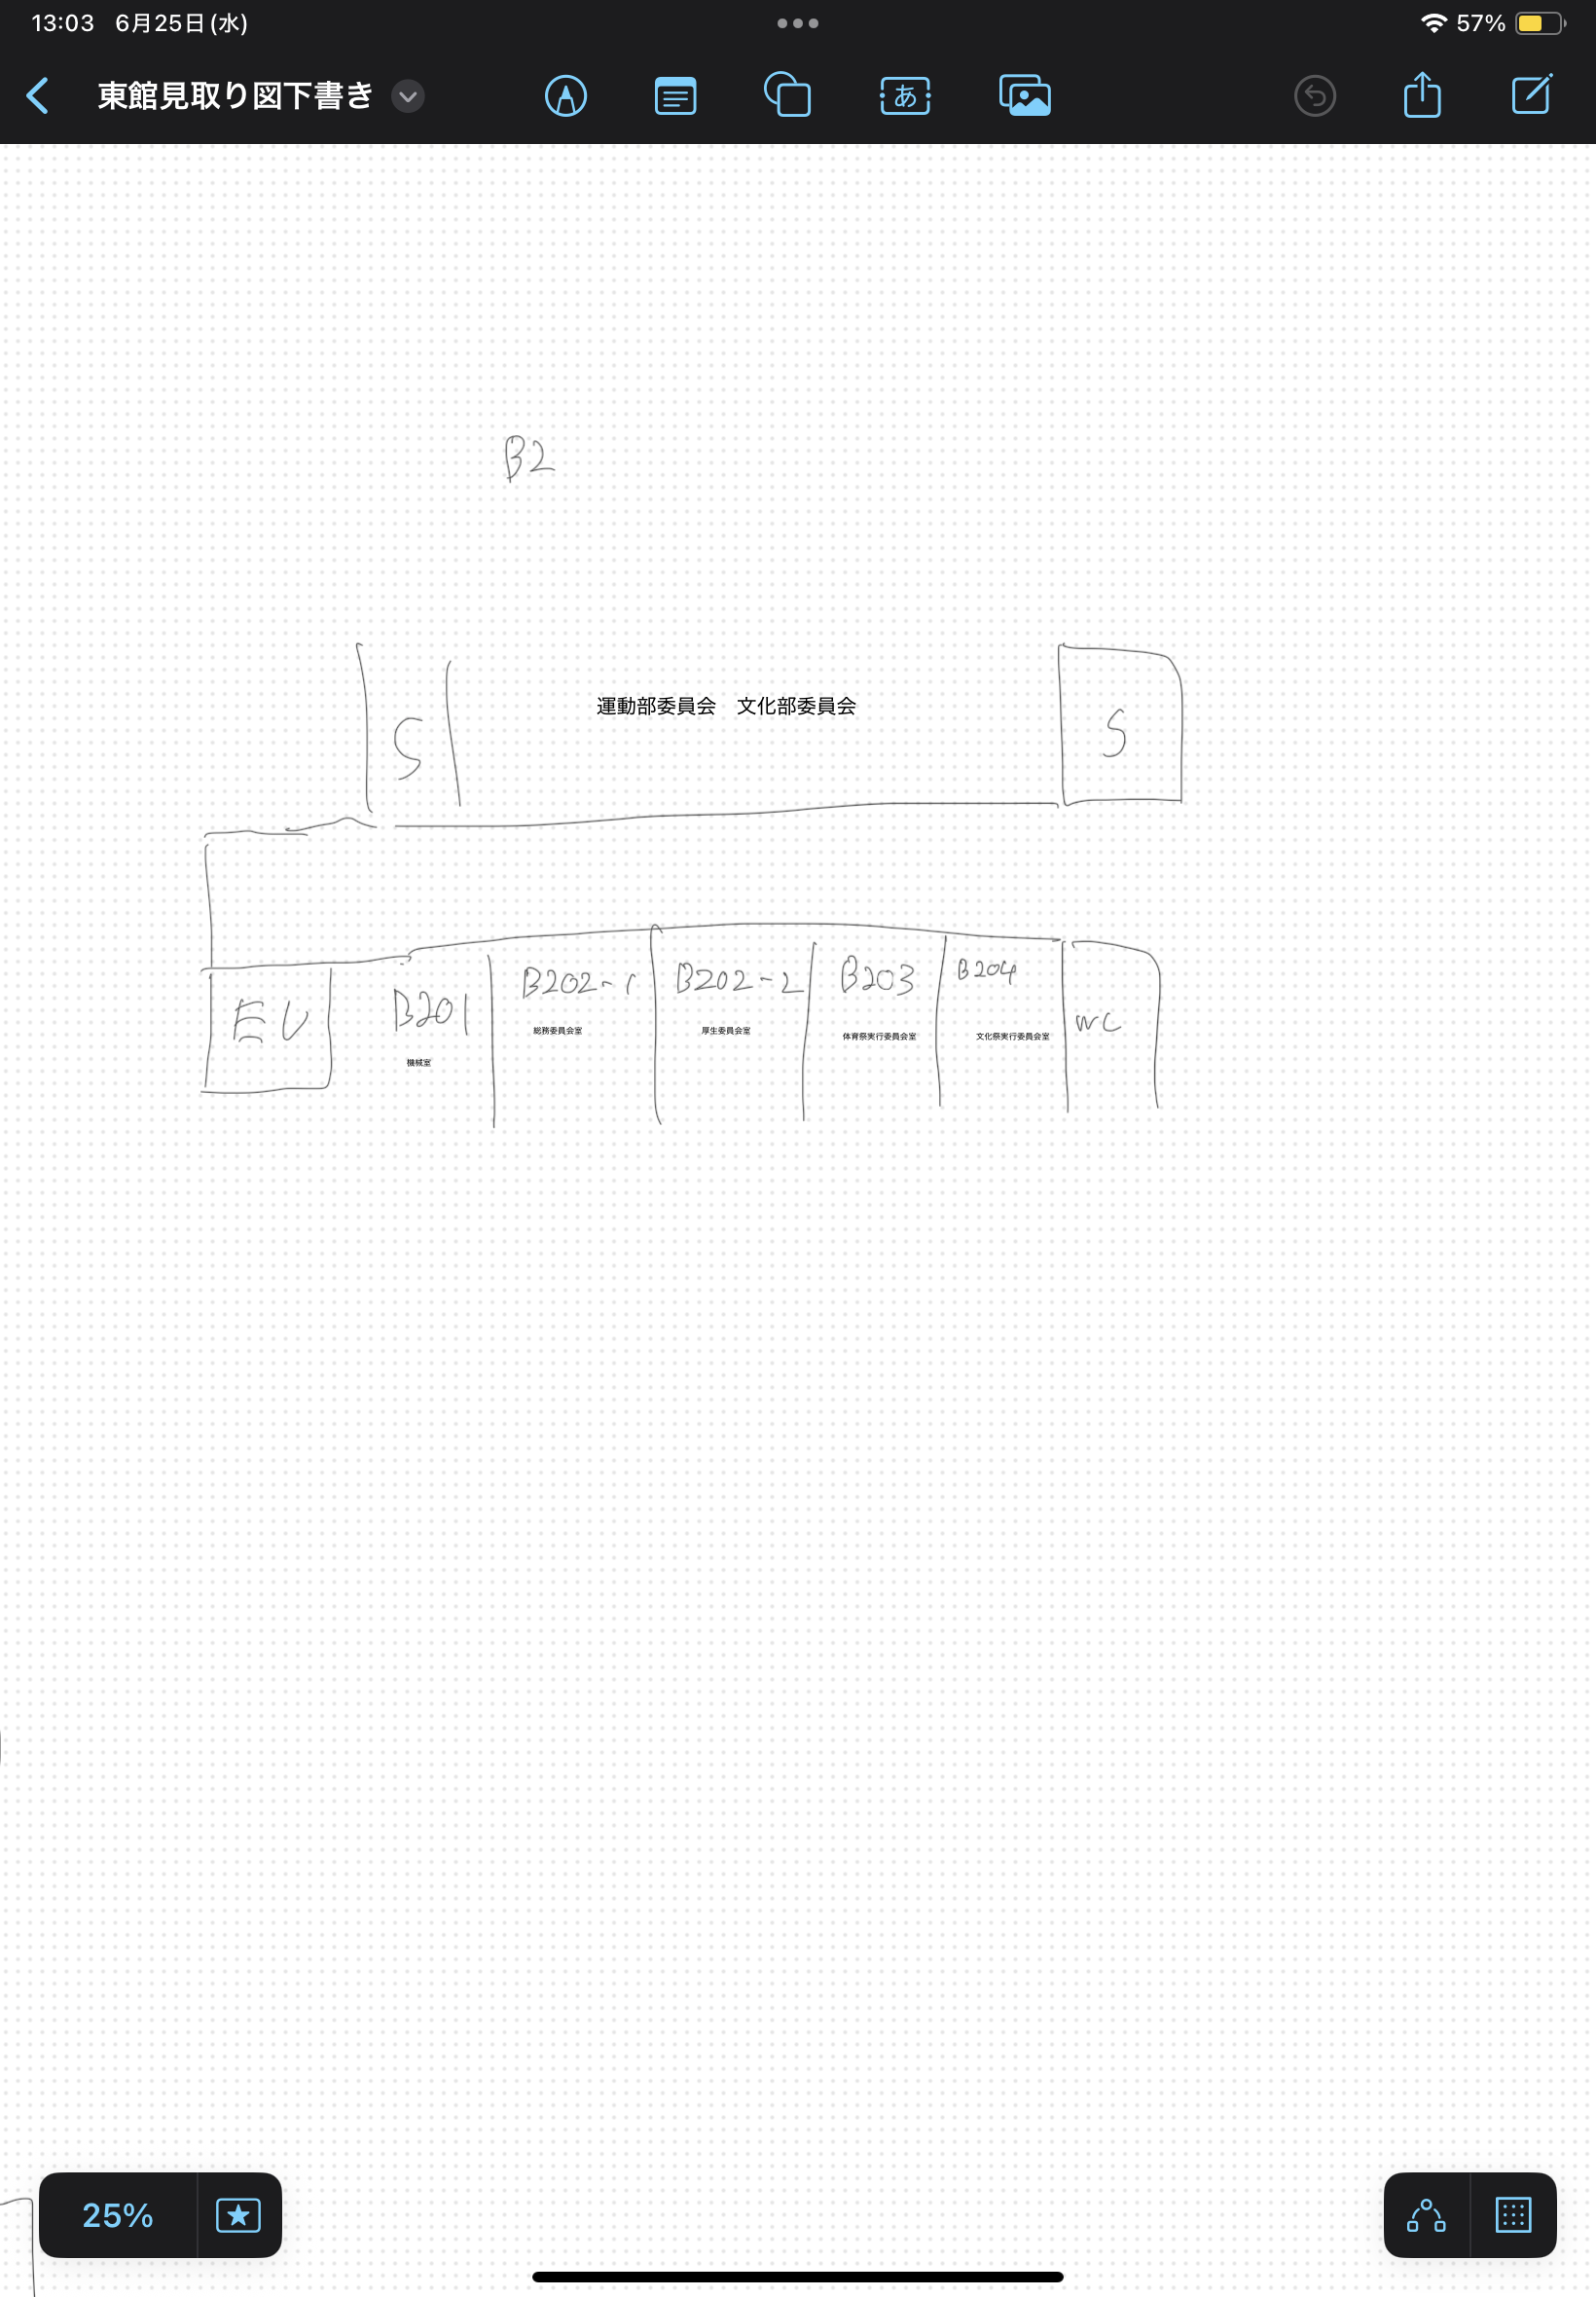 13:03 6月25日(水)
57%
東館見取り図下書き
あ
B2
運動部委員会 文化部委員会
S
S
EV
B201
機械室
B202-1
総務委員会室
B202-2
厚生委員会室
B203
体育祭実行委員会室
B204
文化祭実行委員会室
WC
25%